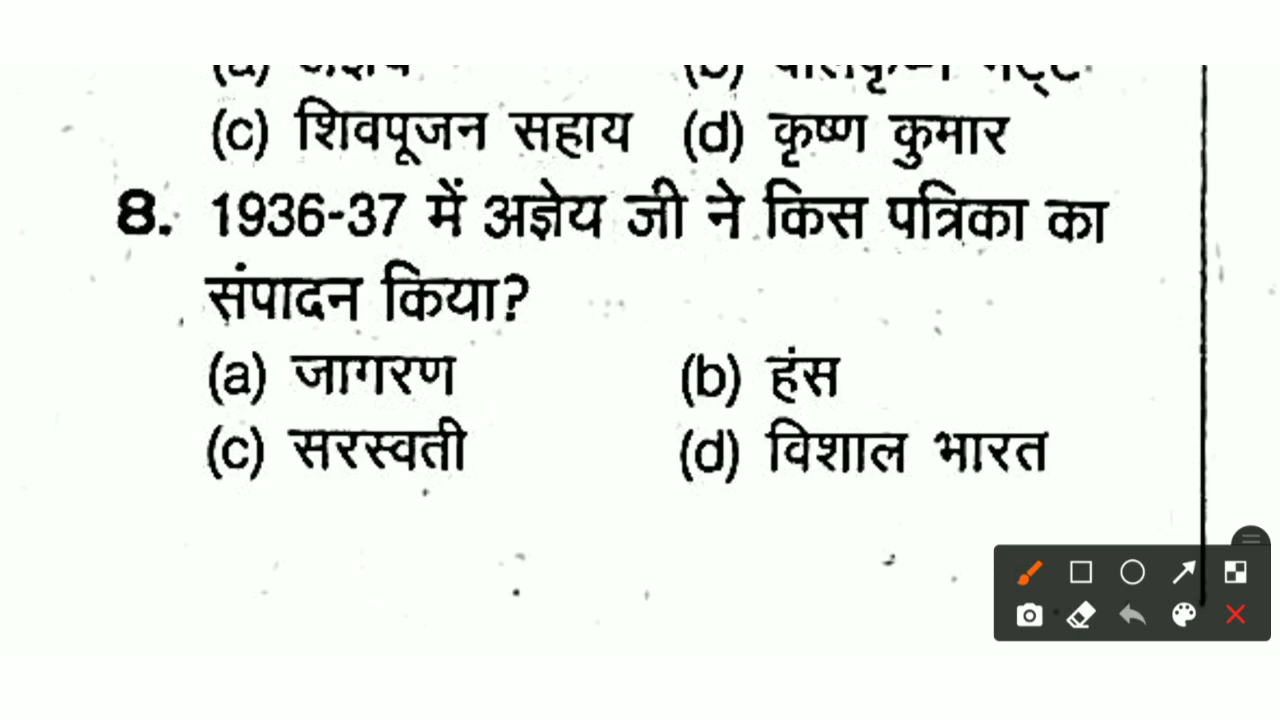 (c) शिवपूजन सहाय (d) कृष्ण कुमार
8. 1936-37 में अज्ञेय जी ने किस पत्रिका का
संपादन किया?
(a) जागरण (b) हंस
(c) सरस्वती (d) विशाल भारत